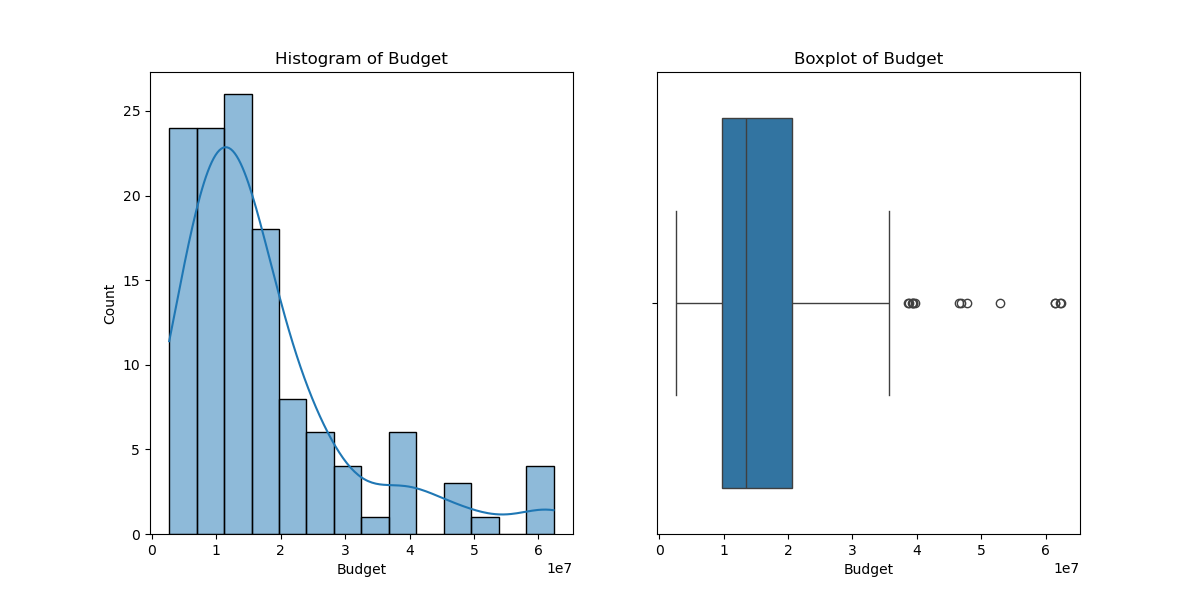 Histogram of Budget
25
20
15
10
5
0
Count
0 1 2 3 4 5 6
1e7
Budget
Boxplot of Budget
0 1 2 3 4 5 6
1e7
Budget